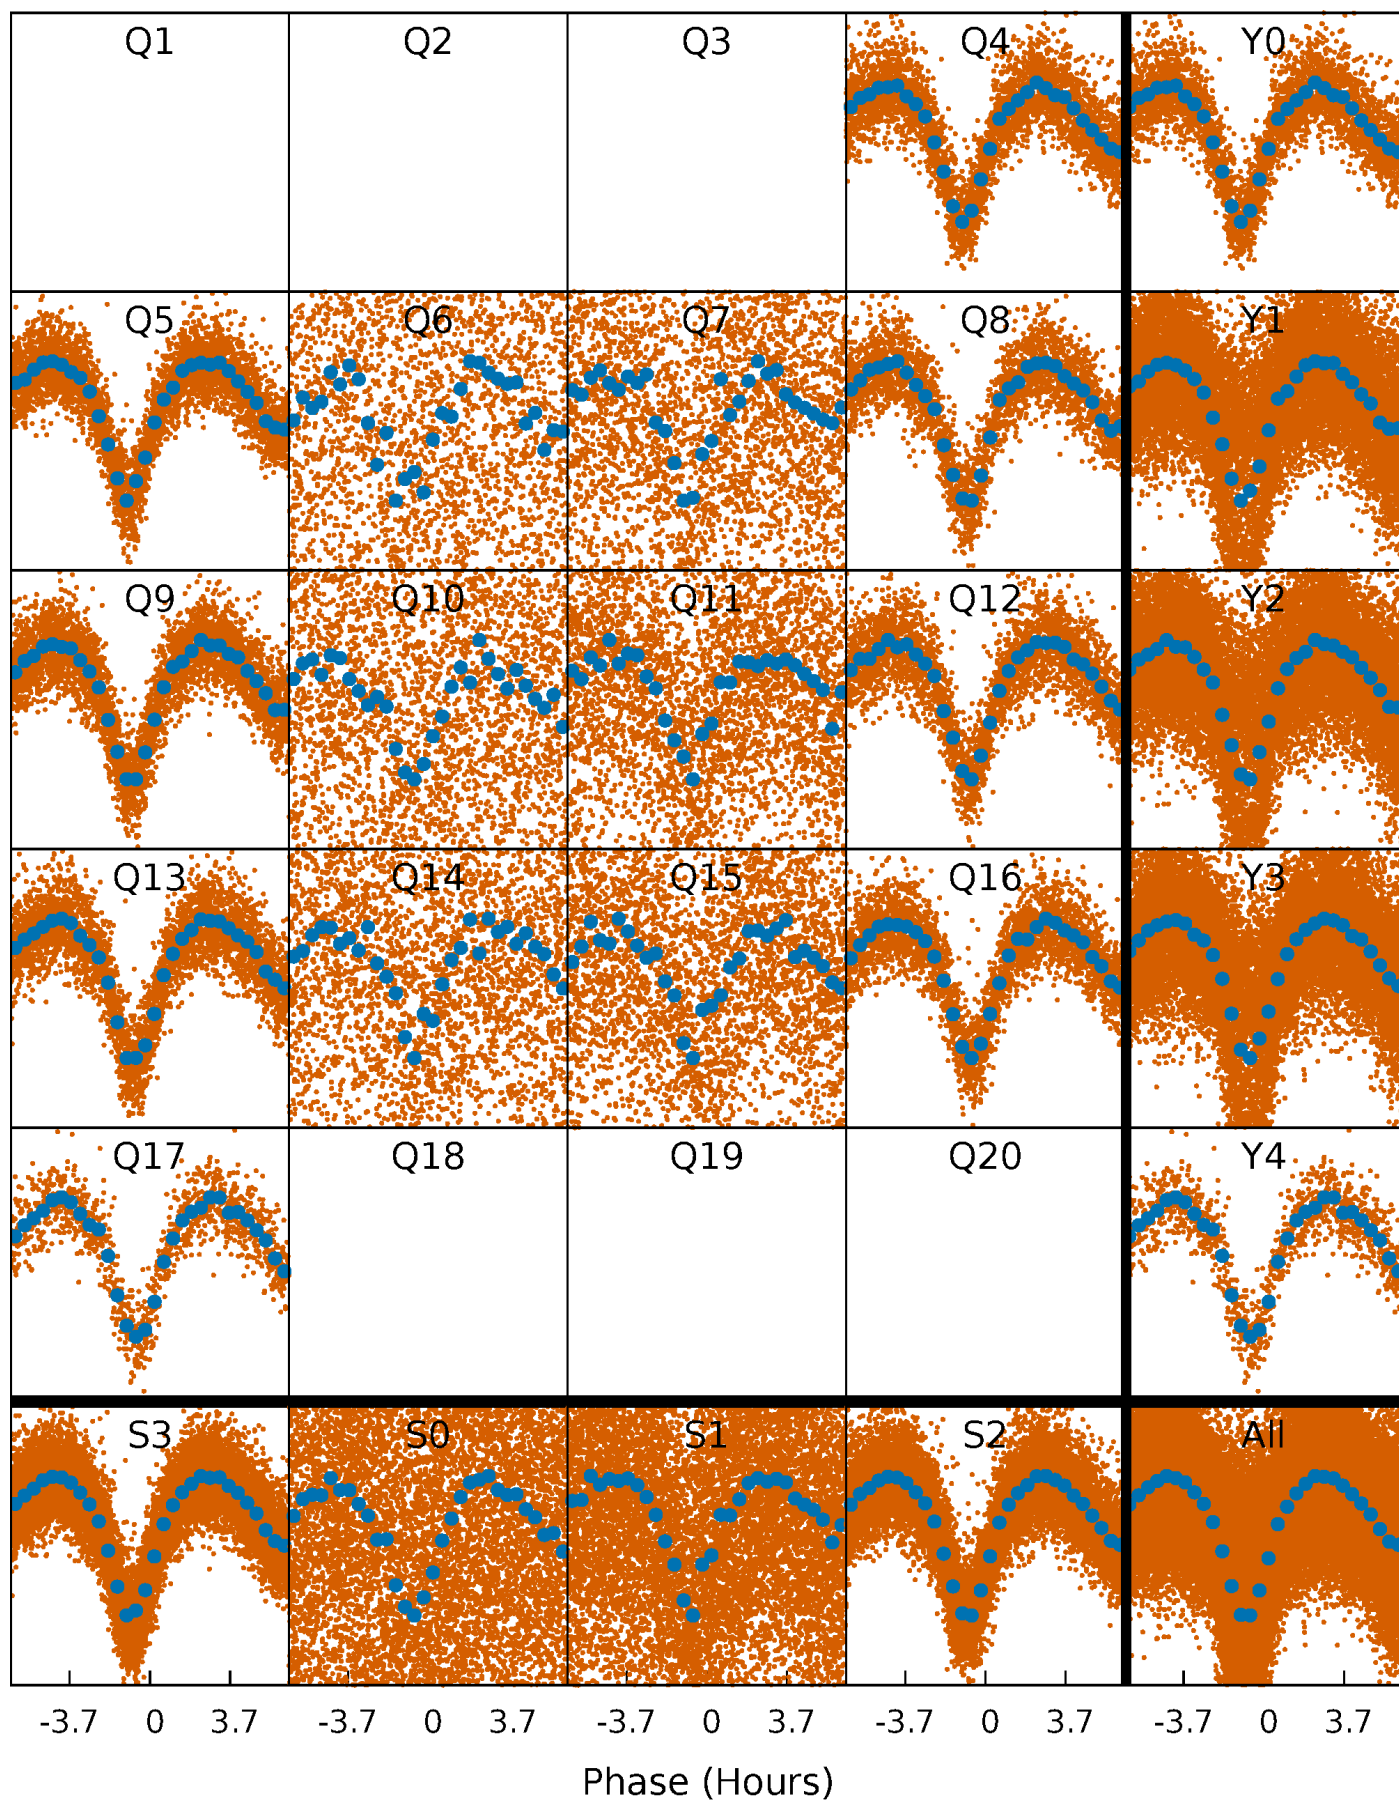 Q1 Q2 Q3 Q4 Y0
Q5 Q6 Q7 Q8 Y1
Q9 Q10 Q11 Q12 Y2
Q13 Q14 Q15 Q16 Y3
Q17 Q18 Q19 Q20 Y4
S3 S0 S1 S2 All
-3.7 0 3.7 -3.7 0 3.7 -3.7 0 3.7 -3.7 0 3.7 -3.7 0 3.7
Phase (Hours)